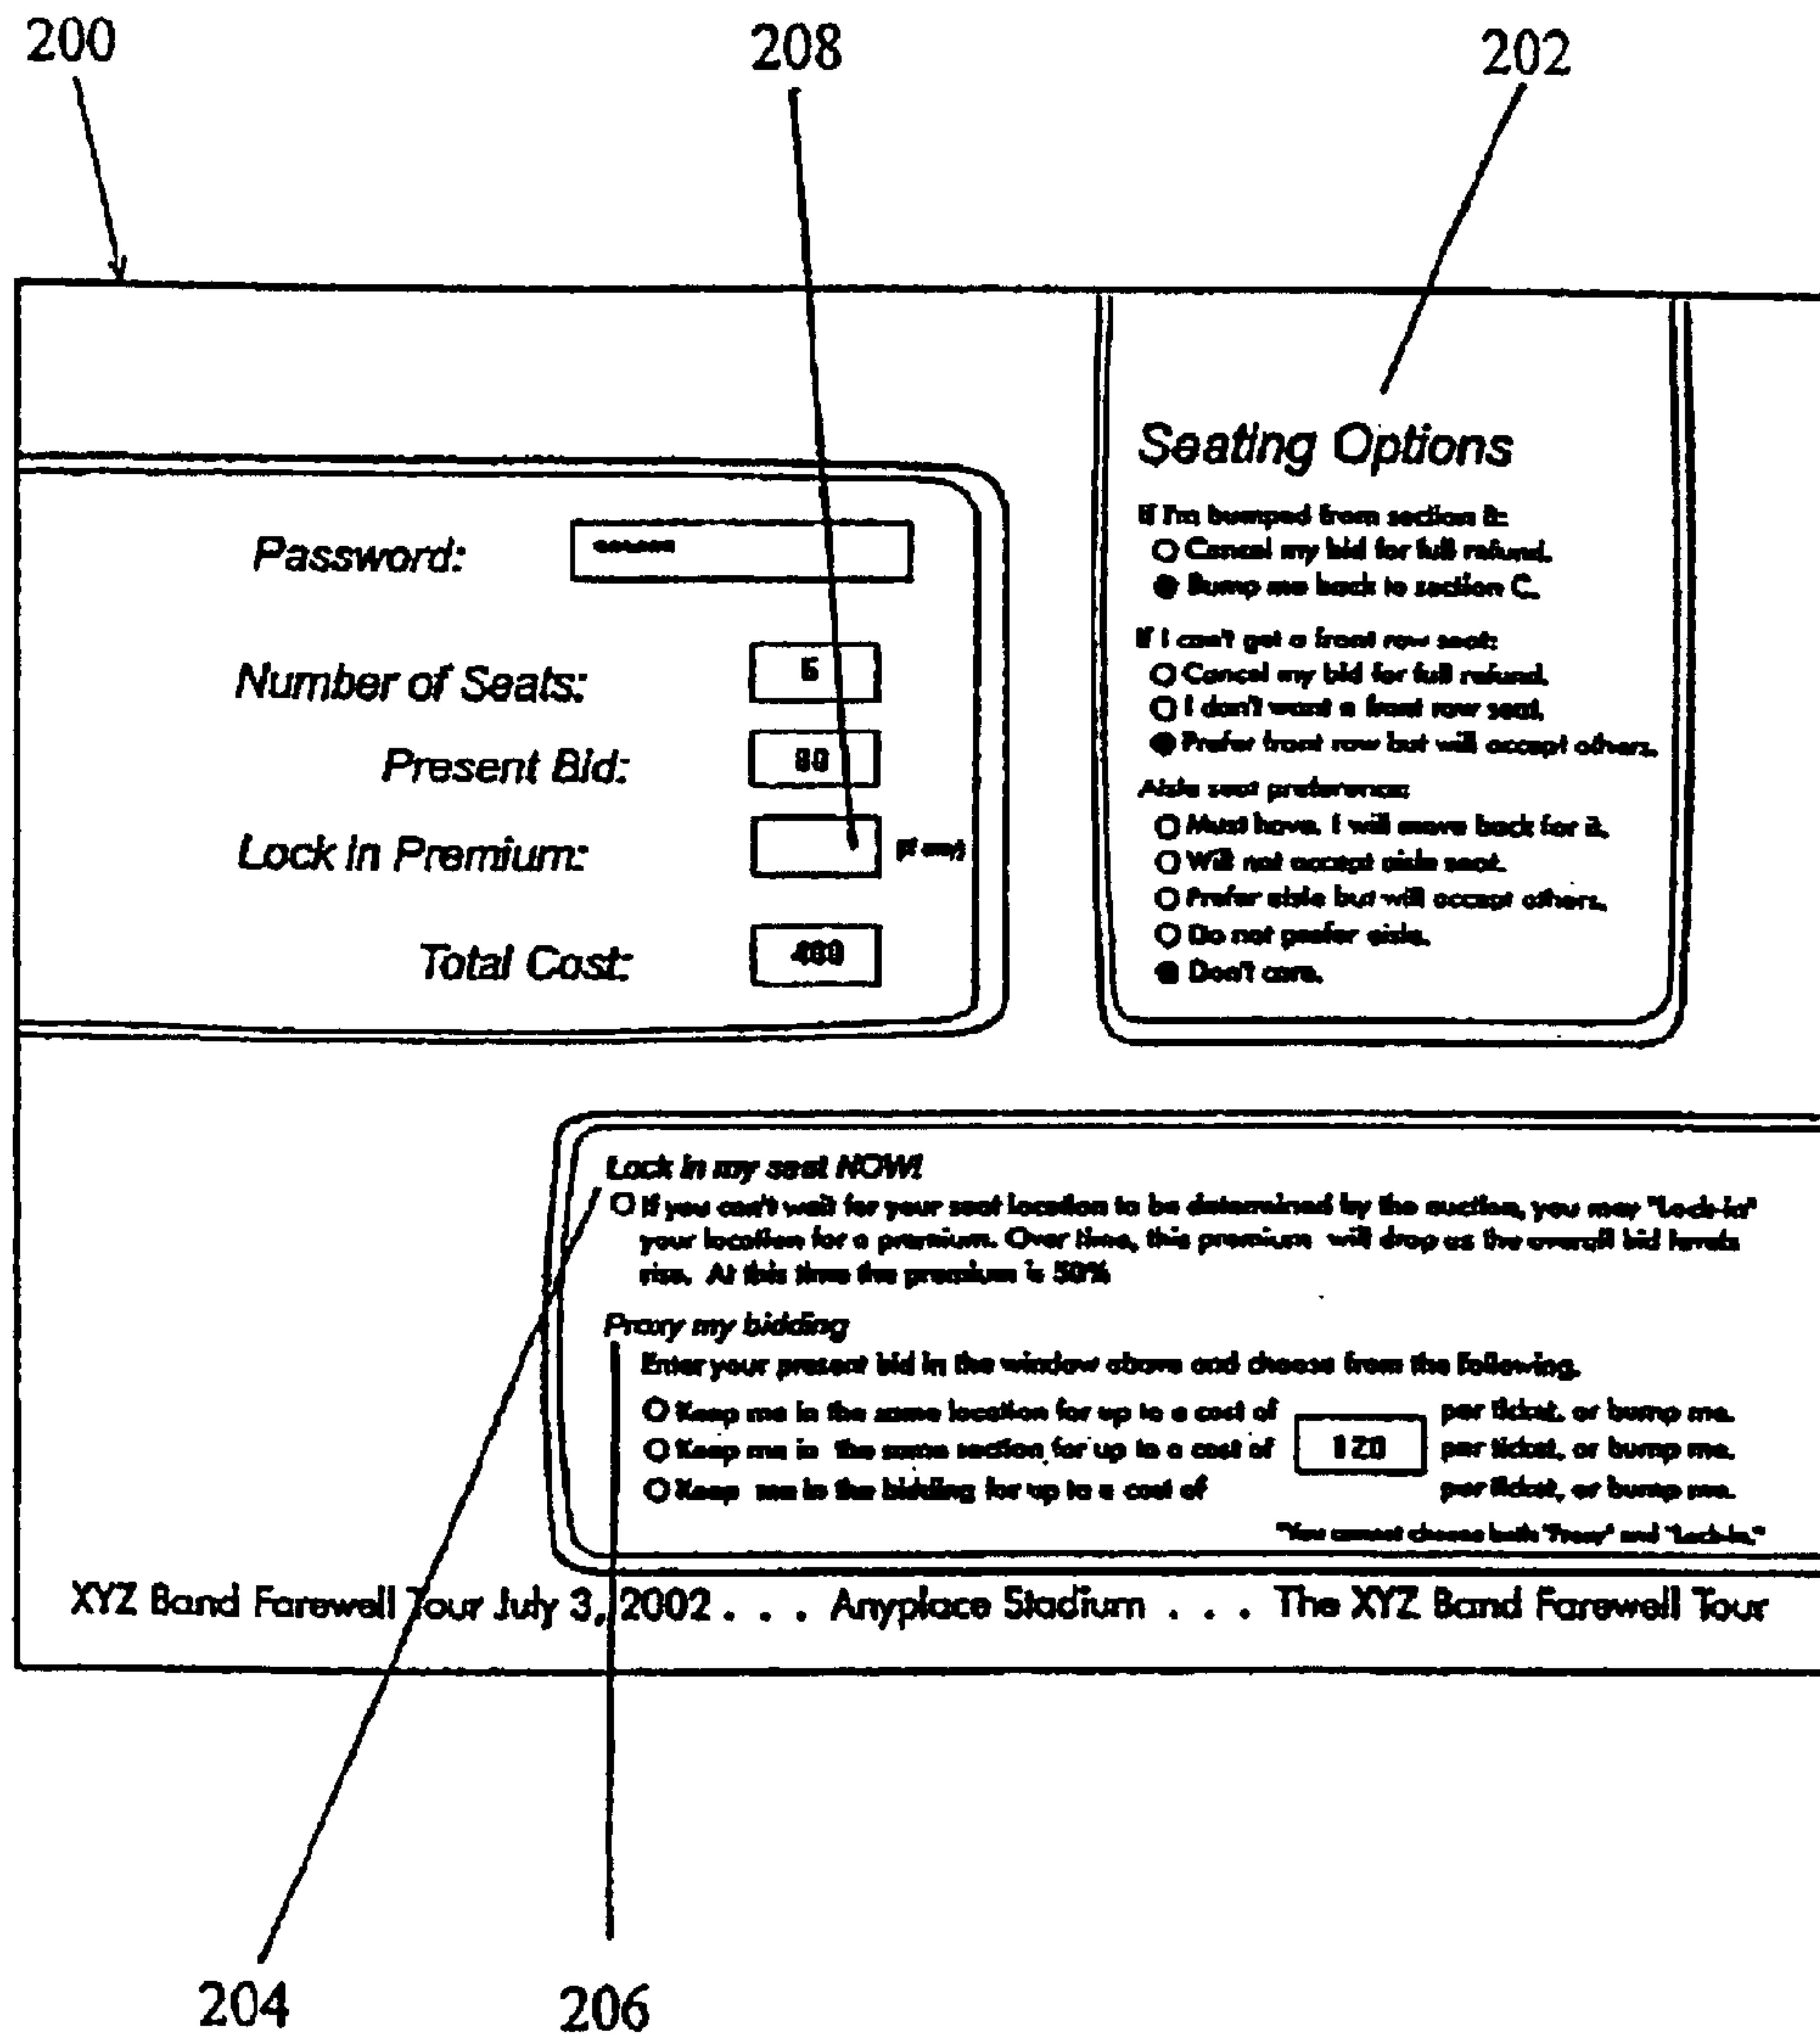 200
208
202
Seating Options
If I'm bumped from section B:
Cancel my bid for full refund.
Bump me back to section C.
If I can't get a front row seat:
Cancel my bid for full refund.
I don't want a front row seat.
Prefer front row but will accept others.
Aisle seat preference:
Must have. I will move back for it.
Will not accept aisle seat.
Prefer aisle but will accept others.
Do not prefer aisle.
Don't care.
Password:
Number of Seats:
Present Bid: 80
Lock in Premium: (if any)
Total Cost: 400
Lock in my seat NOW!
If you can't wait for your seat location to be determined by the auction, you may "Lock-in"
your location for a premium. Over time, this premium will drop as the overall bid levels
rise. At this time the premium is 50%
Proxy my bidding
Enter your present bid in the window above and choose from the following.
Keep me in the same location for up to a cost of per ticket, or bump me.
Keep me in the same section for up to a cost of 120 per ticket, or bump me.
Keep me in the bidding for up to a cost of per ticket, or bump me.
"You cannot choose both "Proxy" and "Lock-In."
XYZ Band Farewell Tour July 3, 2002 . . . Anyplace Stadium . . . The XYZ Band Farewell Tour
204
206